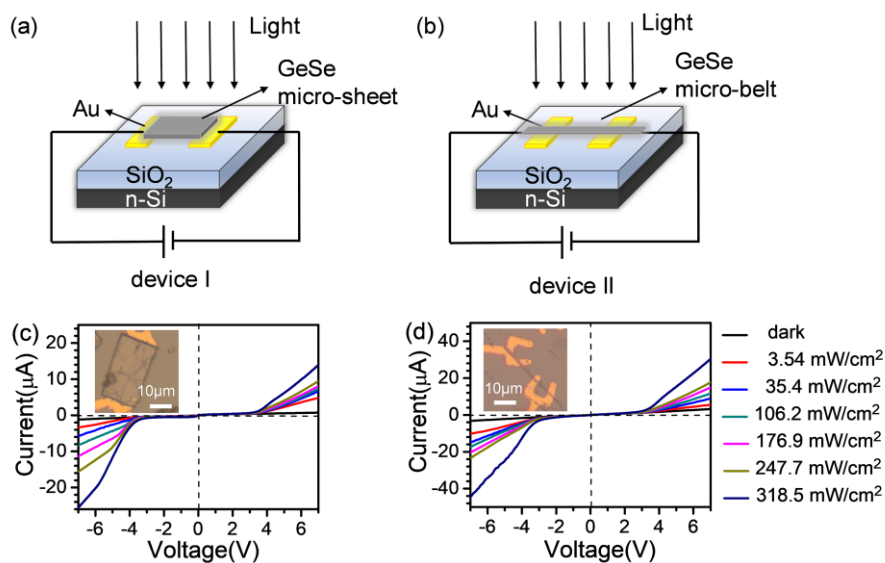 (a)
Light
GeSe
micro-sheet
Au
SiO2
n-Si
device I
(b)
Light
GeSe
micro-belt
Au
SiO2
n-Si
device II
(c)
20
10
0
-10
-20
Current(μA)
10μm
-6 -4 -2 0 2 4 6
Voltage(V)
(d)
40
20
0
-20
-40
Current(μA)
10μm
-6 -4 -2 0 2 4 6
Voltage(V)
dark
3.54 mW/cm²
35.4 mW/cm²
106.2 mW/cm²
176.9 mW/cm²
247.7 mW/cm²
318.5 mW/cm²